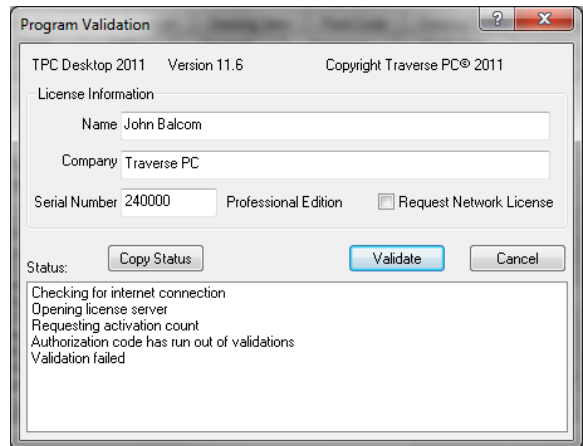 Program Validation
TPC Desktop 2011 Version 11.6 Copyright Traverse PC® 2011
License Information
Name John Balcom
Company Traverse PC
Serial Number 240000 Professional Edition Request Network License
Status: Copy Status Validate Cancel
Checking for internet connection
Opening license server
Requesting activation count
Authorization code has run out of validations
Validation failed